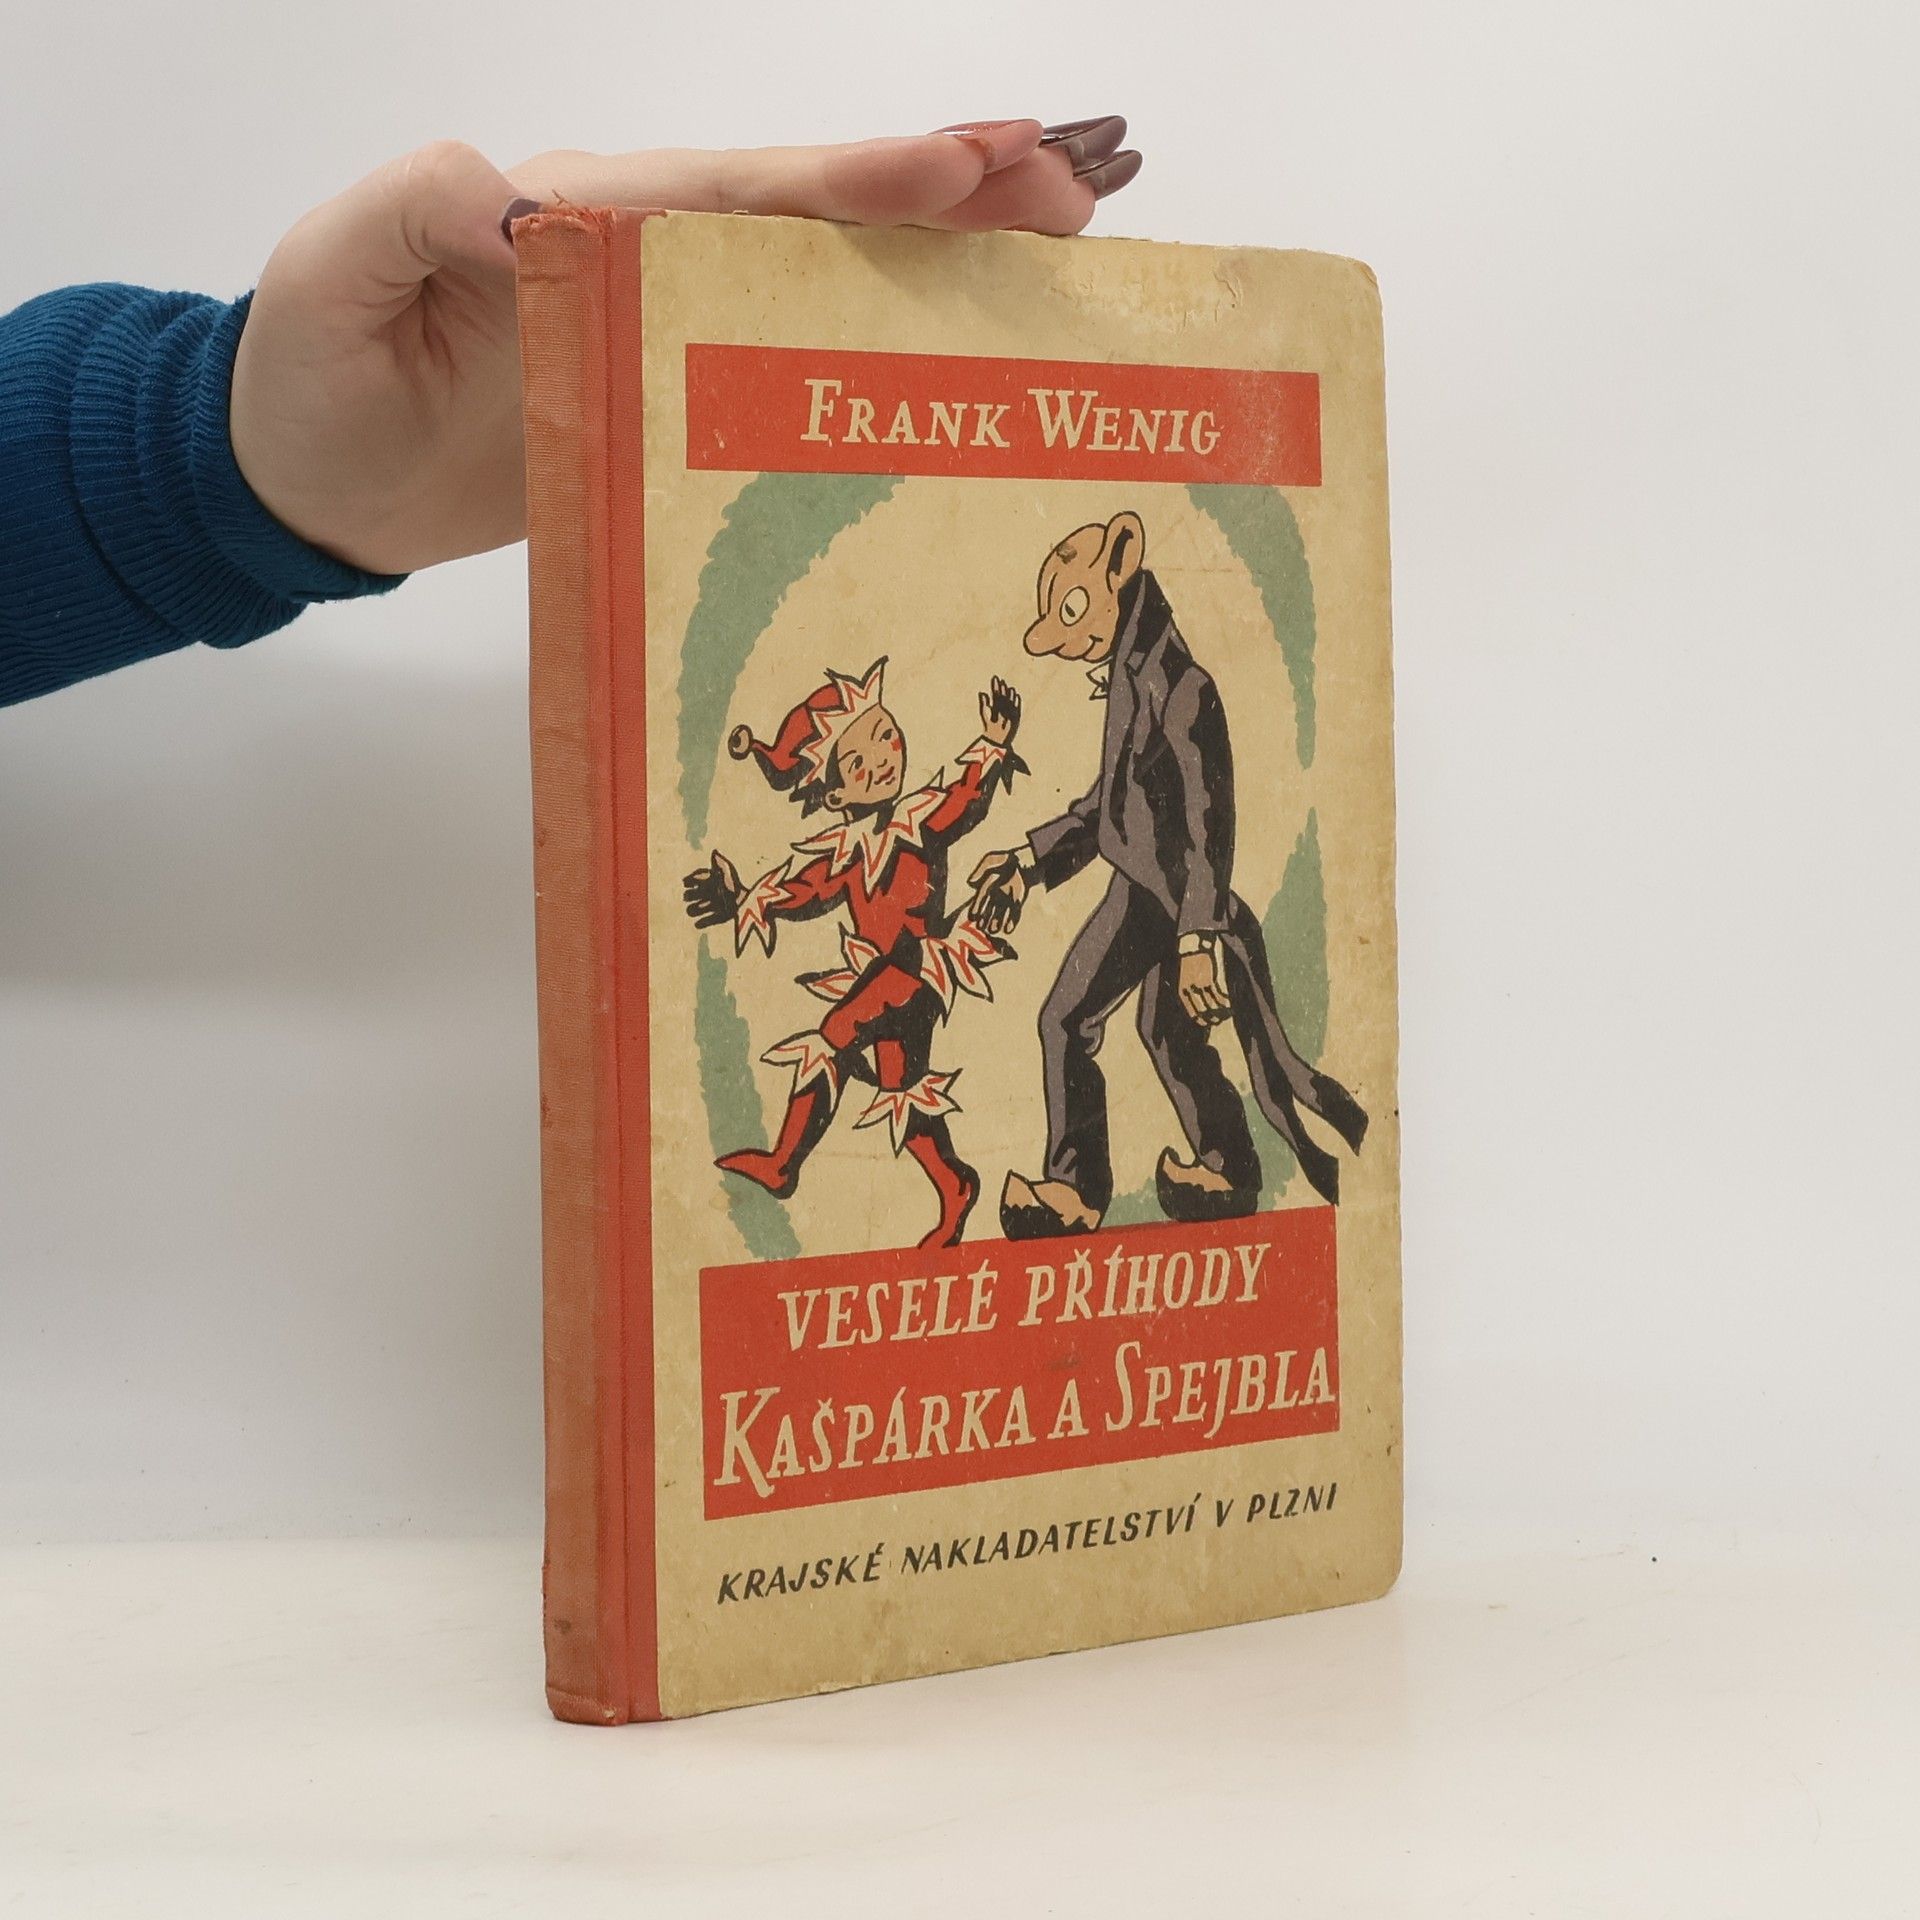 FRANK WENIG
VESELÉ PŘÍHODY
KAŠPÁRKA A SPEJBLA
KRAJSKÉ NAKLADATELSTVÍ V PLZNI